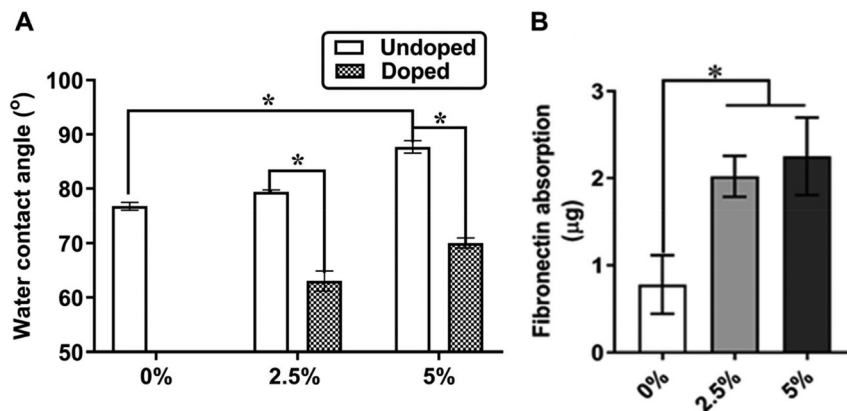 A
Undoped
Doped
Water contact angle (º)
100
90
80
70
60
50
*
*
*
0%
2.5%
5%
B
Fibronectin absorption
(µg)
3
2
1
0
*
0%
2.5%
5%